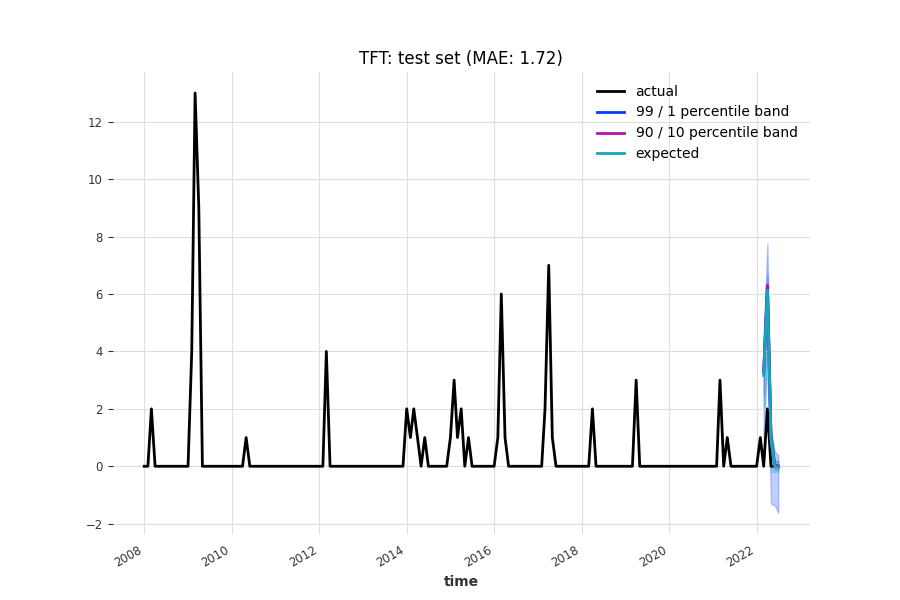 TFT: test set (MAE: 1.72)
actual
99 / 1 percentile band
90 / 10 percentile band
expected
12
10
8
6
4
2
0
−2
2008
2010
2012
2014
2016
2018
2020
2022
time